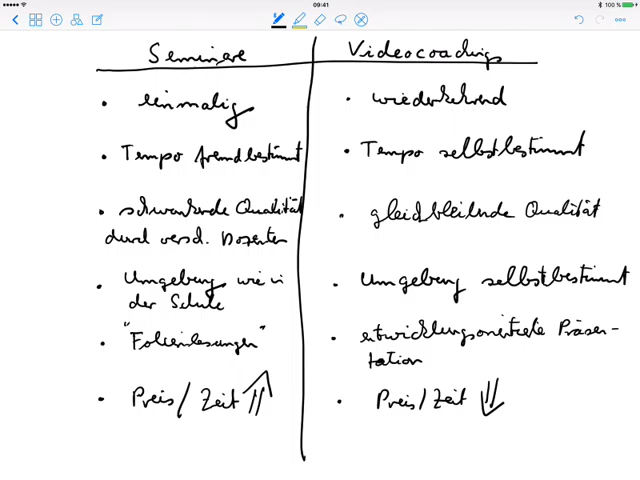 09:41
100 %
Seminare
Videocoachings
• einmalig
• wiederkehrend
• Tempo fremdbestimmt
• Tempo selbstbestimmt
• schwankende Qualität
durch versch. Dozenten
• gleichbleibende Qualität
• Umgebung wie in
der Schule
• Umgebung selbstbestimmt
• "Folienlesungen"
• entwicklungsorientierte Präsen-
tation
• Preis/Zeit ⇑
• Preis/Zeit ⇓